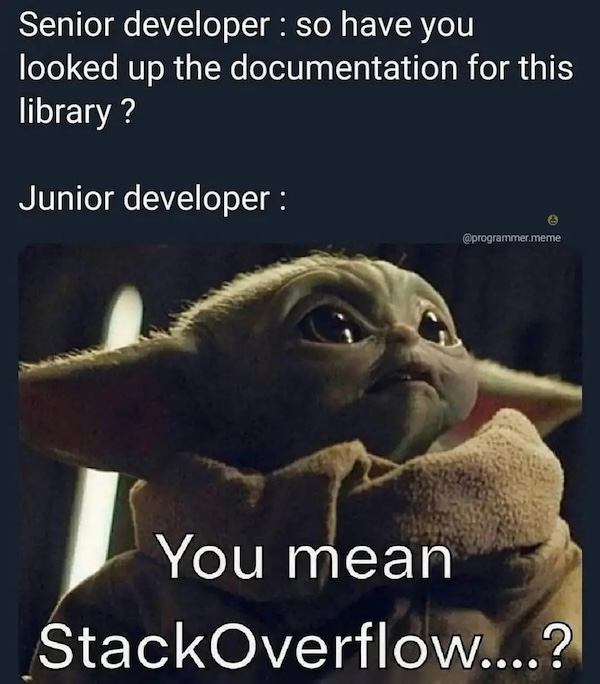 Senior developer : so have you
looked up the documentation for this
library ?
Junior developer :
@programmer.meme
You mean
StackOverflow....?